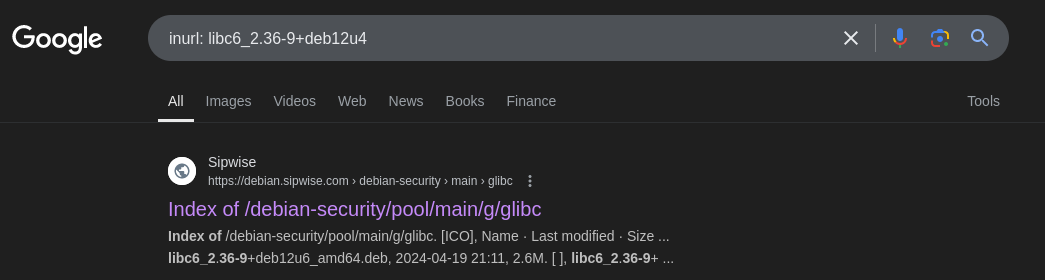 Google
inurl: libc6_2.36-9+deb12u4
All Images Videos Web News Books Finance Tools
Sipwise
https://debian.sipwise.com › debian-security › main › glibc
Index of /debian-security/pool/main/g/glibc
Index of /debian-security/pool/main/g/glibc. [ICO], Name · Last modified · Size ...
libc6_2.36-9+deb12u6_amd64.deb, 2024-04-19 21:11, 2.6M. [ ], libc6_2.36-9+ ...